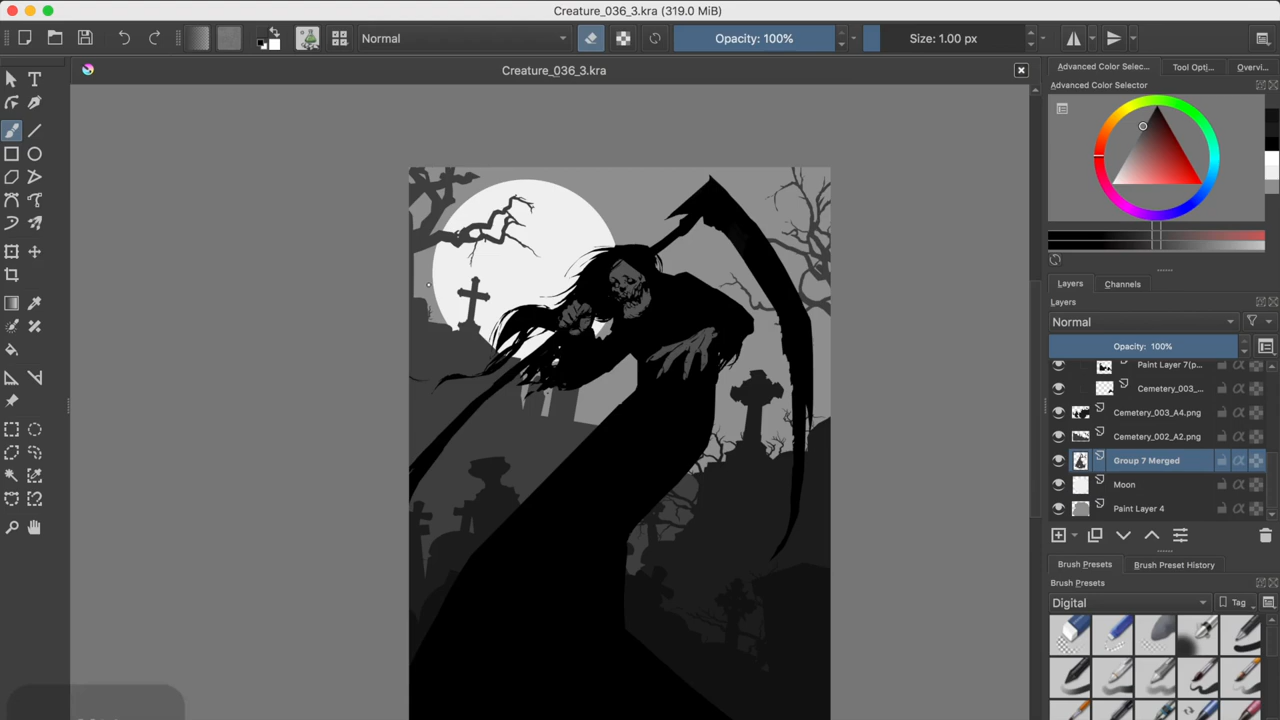 Creature_036_3.kra (319.0 MiB)
Normal
Opacity: 100%
Size: 1.00 px
Creature_036_3.kra
Advanced Color Selec...
Tool Opti...
Overvi...
Advanced Color Selector
Layers
Channels
Layers
Normal
Opacity: 100%
Paint Layer 7(p...
Cemetery_003_...
Cemetery_003_A4.png
Cemetery_002_A2.png
Group 7 Merged
Moon
Paint Layer 4
Brush Presets
Brush Preset History
Brush Presets
Digital
Tag